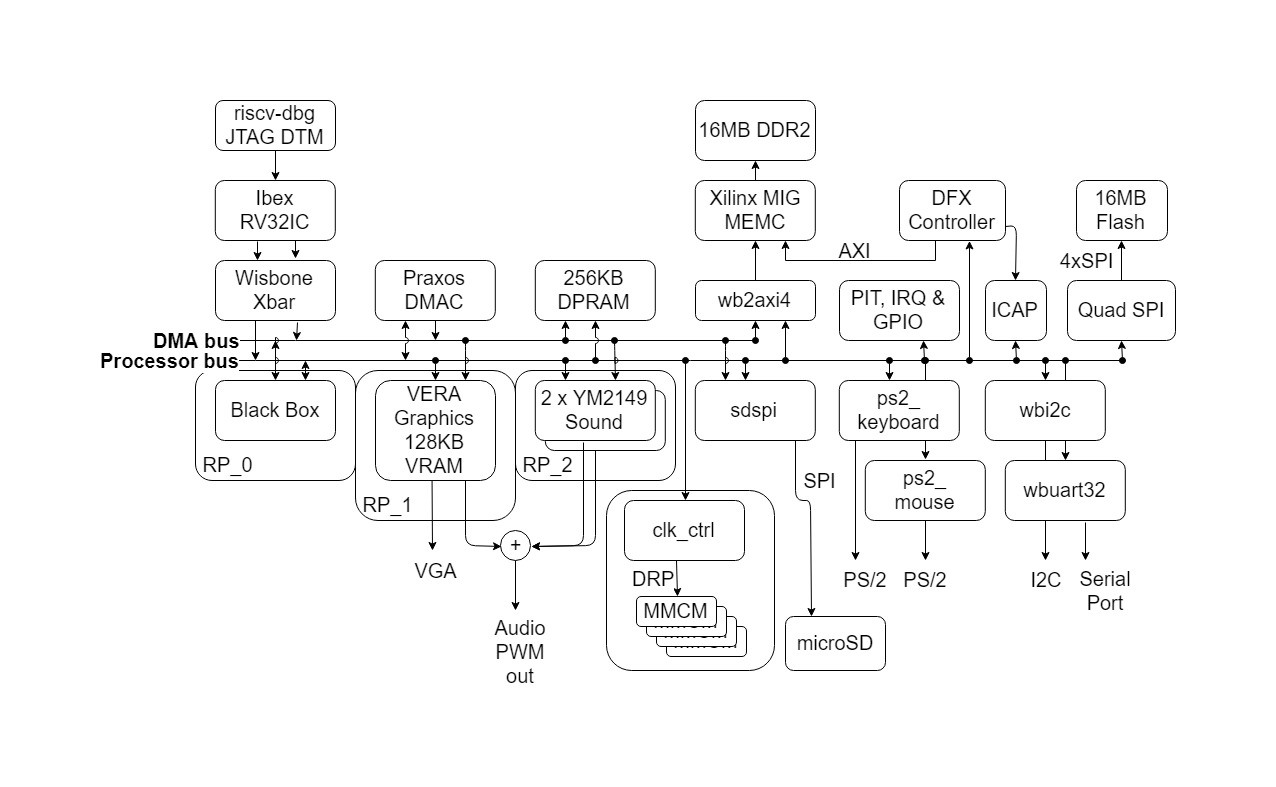 riscv-dbg
JTAG DTM
16MB DDR2
Ibex
RV32IC
Xilinx MIG
MEMC
DFX
Controller
16MB
Flash
AXI
4xSPI
Wisbone
Xbar
Praxos
DMAC
256KB
DPRAM
wb2axi4
PIT, IRQ &
GPIO
ICAP
Quad SPI
DMA bus
Processor bus
Black Box
RP_0
VERA
Graphics
128KB
VRAM
RP_1
2 x YM2149
Sound
RP_2
sdspi
ps2_
keyboard
wbi2c
SPI
ps2_
mouse
wbuart32
clk_ctrl
+
VGA
DRP
MMCM
PS/2
PS/2
I2C
Serial
Port
Audio
PWM
out
microSD